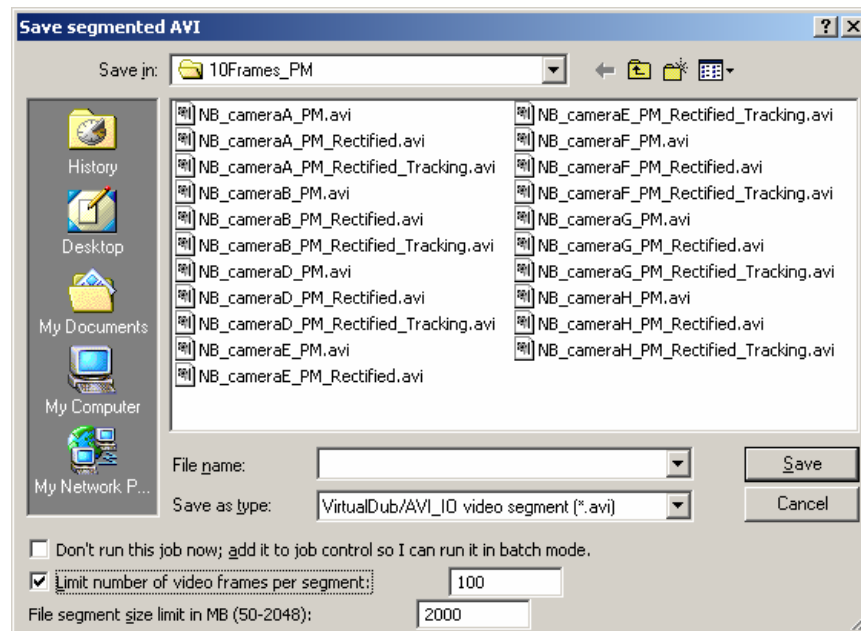 Save segmented AVI
Save in: 10Frames_PM
History
Desktop
My Documents
My Computer
My Network P...
NB_cameraA_PM.avi
NB_cameraA_PM_Rectified.avi
NB_cameraA_PM_Rectified_Tracking.avi
NB_cameraB_PM.avi
NB_cameraB_PM_Rectified.avi
NB_cameraB_PM_Rectified_Tracking.avi
NB_cameraD_PM.avi
NB_cameraD_PM_Rectified.avi
NB_cameraD_PM_Rectified_Tracking.avi
NB_cameraE_PM.avi
NB_cameraE_PM_Rectified.avi
NB_cameraE_PM_Rectified_Tracking.avi
NB_cameraF_PM.avi
NB_cameraF_PM_Rectified.avi
NB_cameraF_PM_Rectified_Tracking.avi
NB_cameraG_PM.avi
NB_cameraG_PM_Rectified.avi
NB_cameraG_PM_Rectified_Tracking.avi
NB_cameraH_PM.avi
NB_cameraH_PM_Rectified.avi
NB_cameraH_PM_Rectified_Tracking.avi
File name:
Save
Save as type: VirtualDub/AVI_IO video segment (*.avi)
Cancel
Don't run this job now; add it to job control so I can run it in batch mode.
Limit number of video frames per segment: 100
File segment size limit in MB (50-2048): 2000